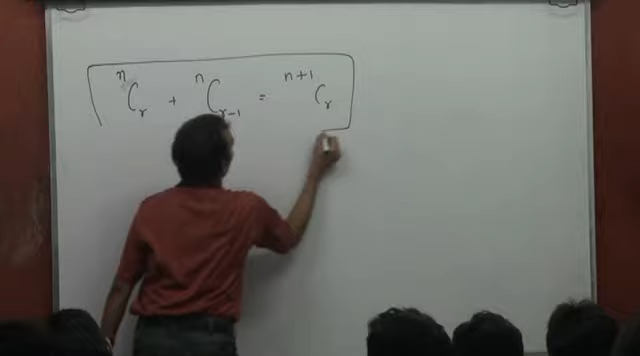 ⁿCᵣ + ⁿCᵣ₋₁ = ⁿ⁺¹Cᵣ